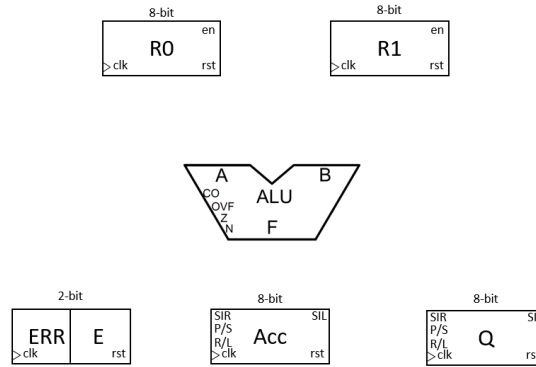 8-bit
en
R0
clk
rst
8-bit
en
R1
clk
rst
A
B
CO
ALU
OVF
Z
N
F
2-bit
ERR
E
clk
rst
8-bit
SIR
SIL
P/S
Acc
R/L
clk
rst
8-bit
SIR
P/S
Q
R/L
clk